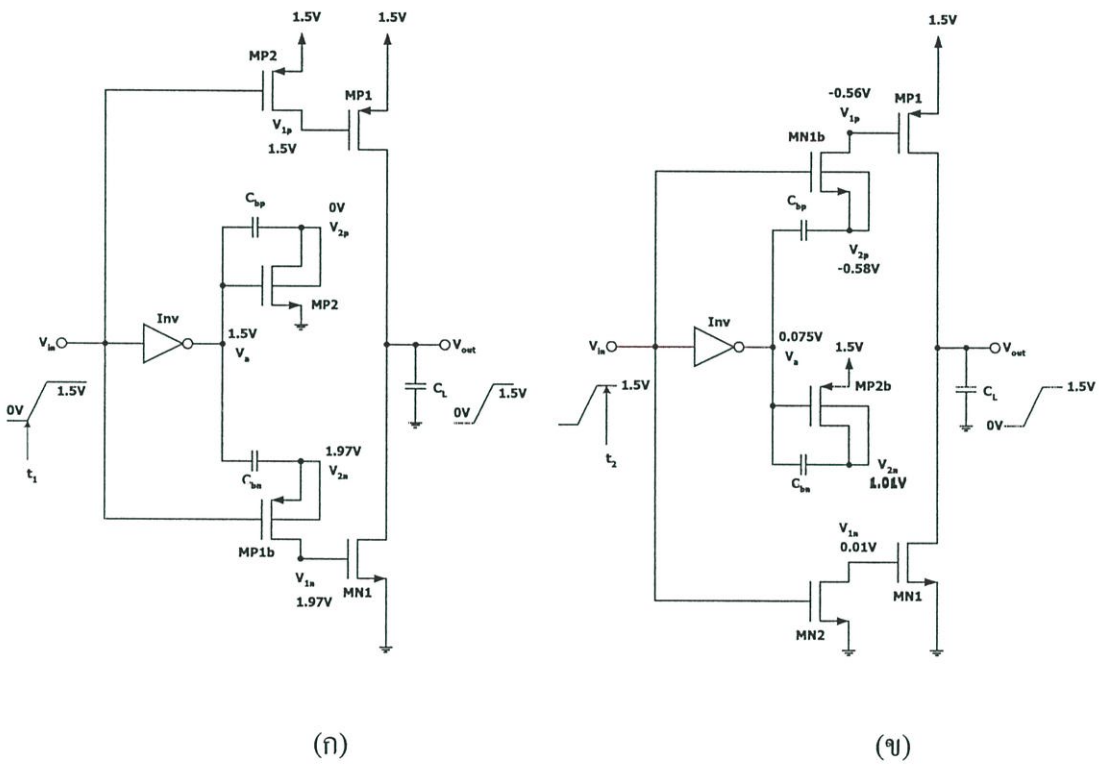 1.5V
1.5V
MP2
MP1
V1p
1.5V
Cbp
0V
V2p
MP2
Inv
Vin
1.5V
Va
Vout
CL
0V
1.5V
t1
0V
1.5V
1.97V
V2n
Cbn
MP1b
V1n
1.97V
MN1
(ก)
1.5V
-0.56V
V1p
MP1
MN1b
Cbp
V2p
-0.58V
Inv
Vin
0.075V
Va
1.5V
MP2b
Vout
CL
1.5V
t2
0V
1.5V
Cbn
V2n
1.01V
V1n
0.01V
MN1
MN2
(ข)